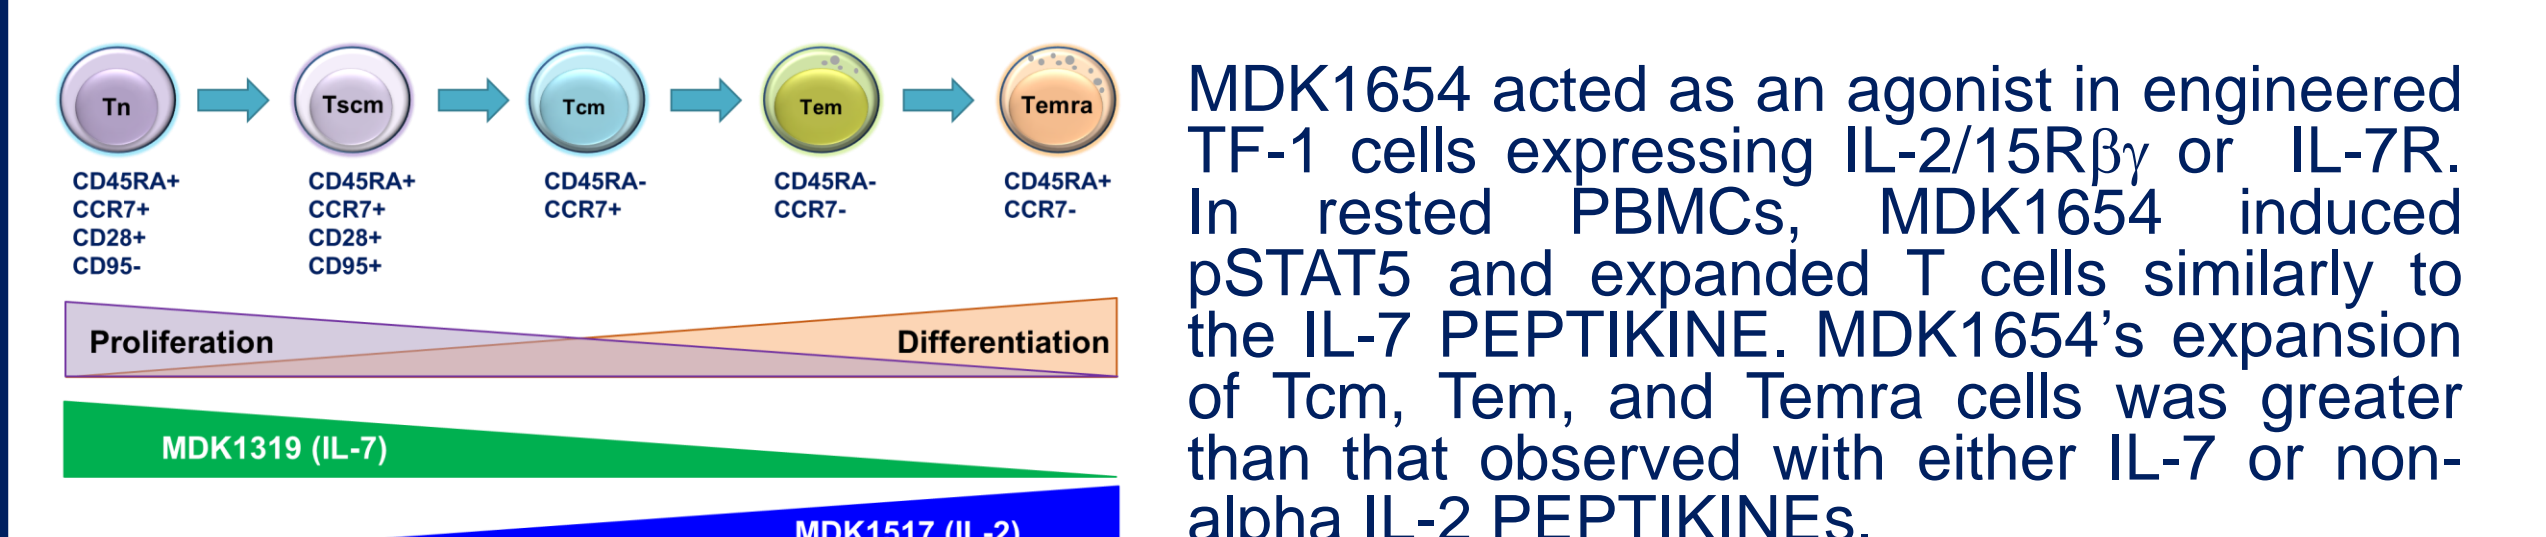 Tn
Tscm
Tcm
Tem
Temra
CD45RA+
CCR7+
CD28+
CD95-
CD45RA+
CCR7+
CD28+
CD95+
CD45RA-
CCR7+
CD45RA-
CCR7-
CD45RA+
CCR7-
Proliferation
Differentiation
MDK1319 (IL-7)
MDK1517 (IL-2)
MDK1654 acted as an agonist in engineered
TF-1 cells expressing IL-2/15Rβγ or IL-7R.
In rested PBMCs, MDK1654 induced
pSTAT5 and expanded T cells similarly to
the IL-7 PEPTIKINE. MDK1654’s expansion
of Tcm, Tem, and Temra cells was greater
than that observed with either IL-7 or non-
alpha IL-2 PEPTIKINEs.